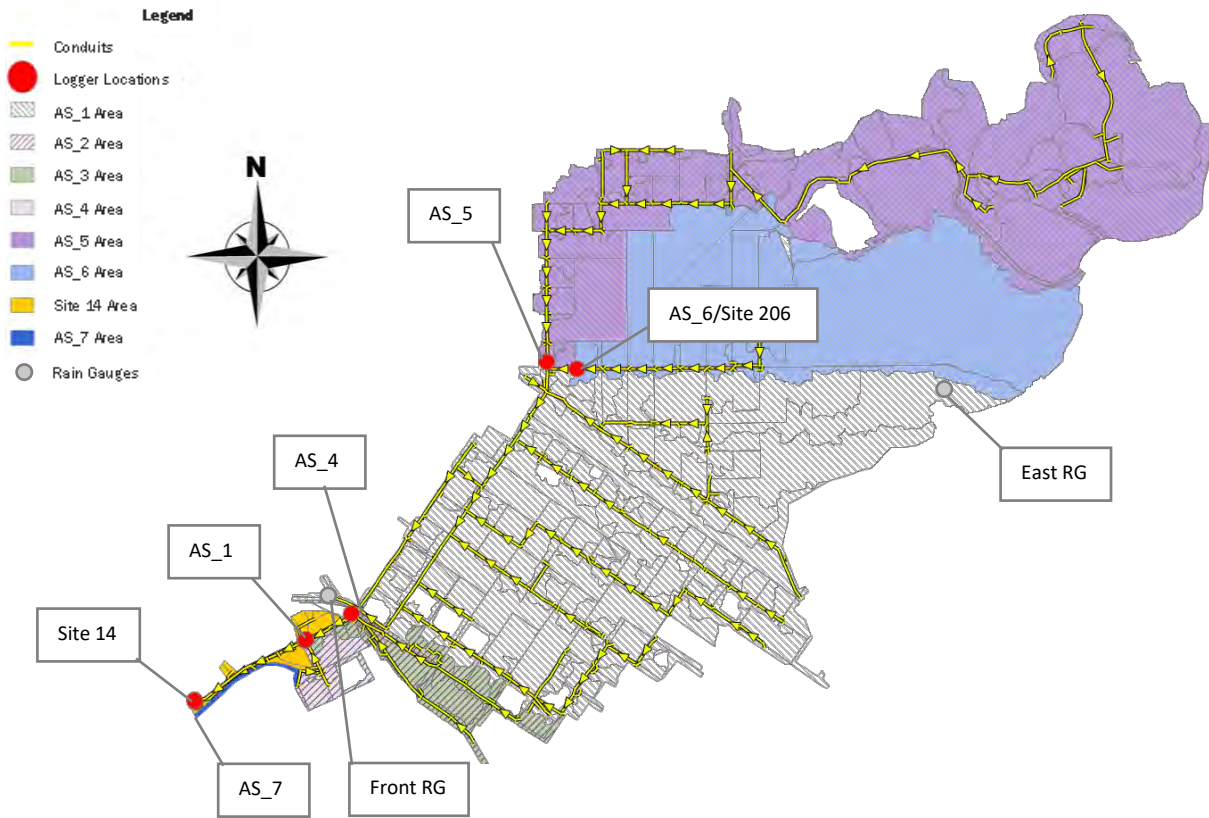 Legend
Conduits
Logger Locations
AS_1 Area
AS_2 Area
AS_3 Area
AS_4 Area
AS_5 Area
AS_6 Area
Site 14 Area
AS_7 Area
Rain Gauges
N
AS_5
AS_6/Site 206
East RG
AS_4
AS_1
Site 14
AS_7
Front RG